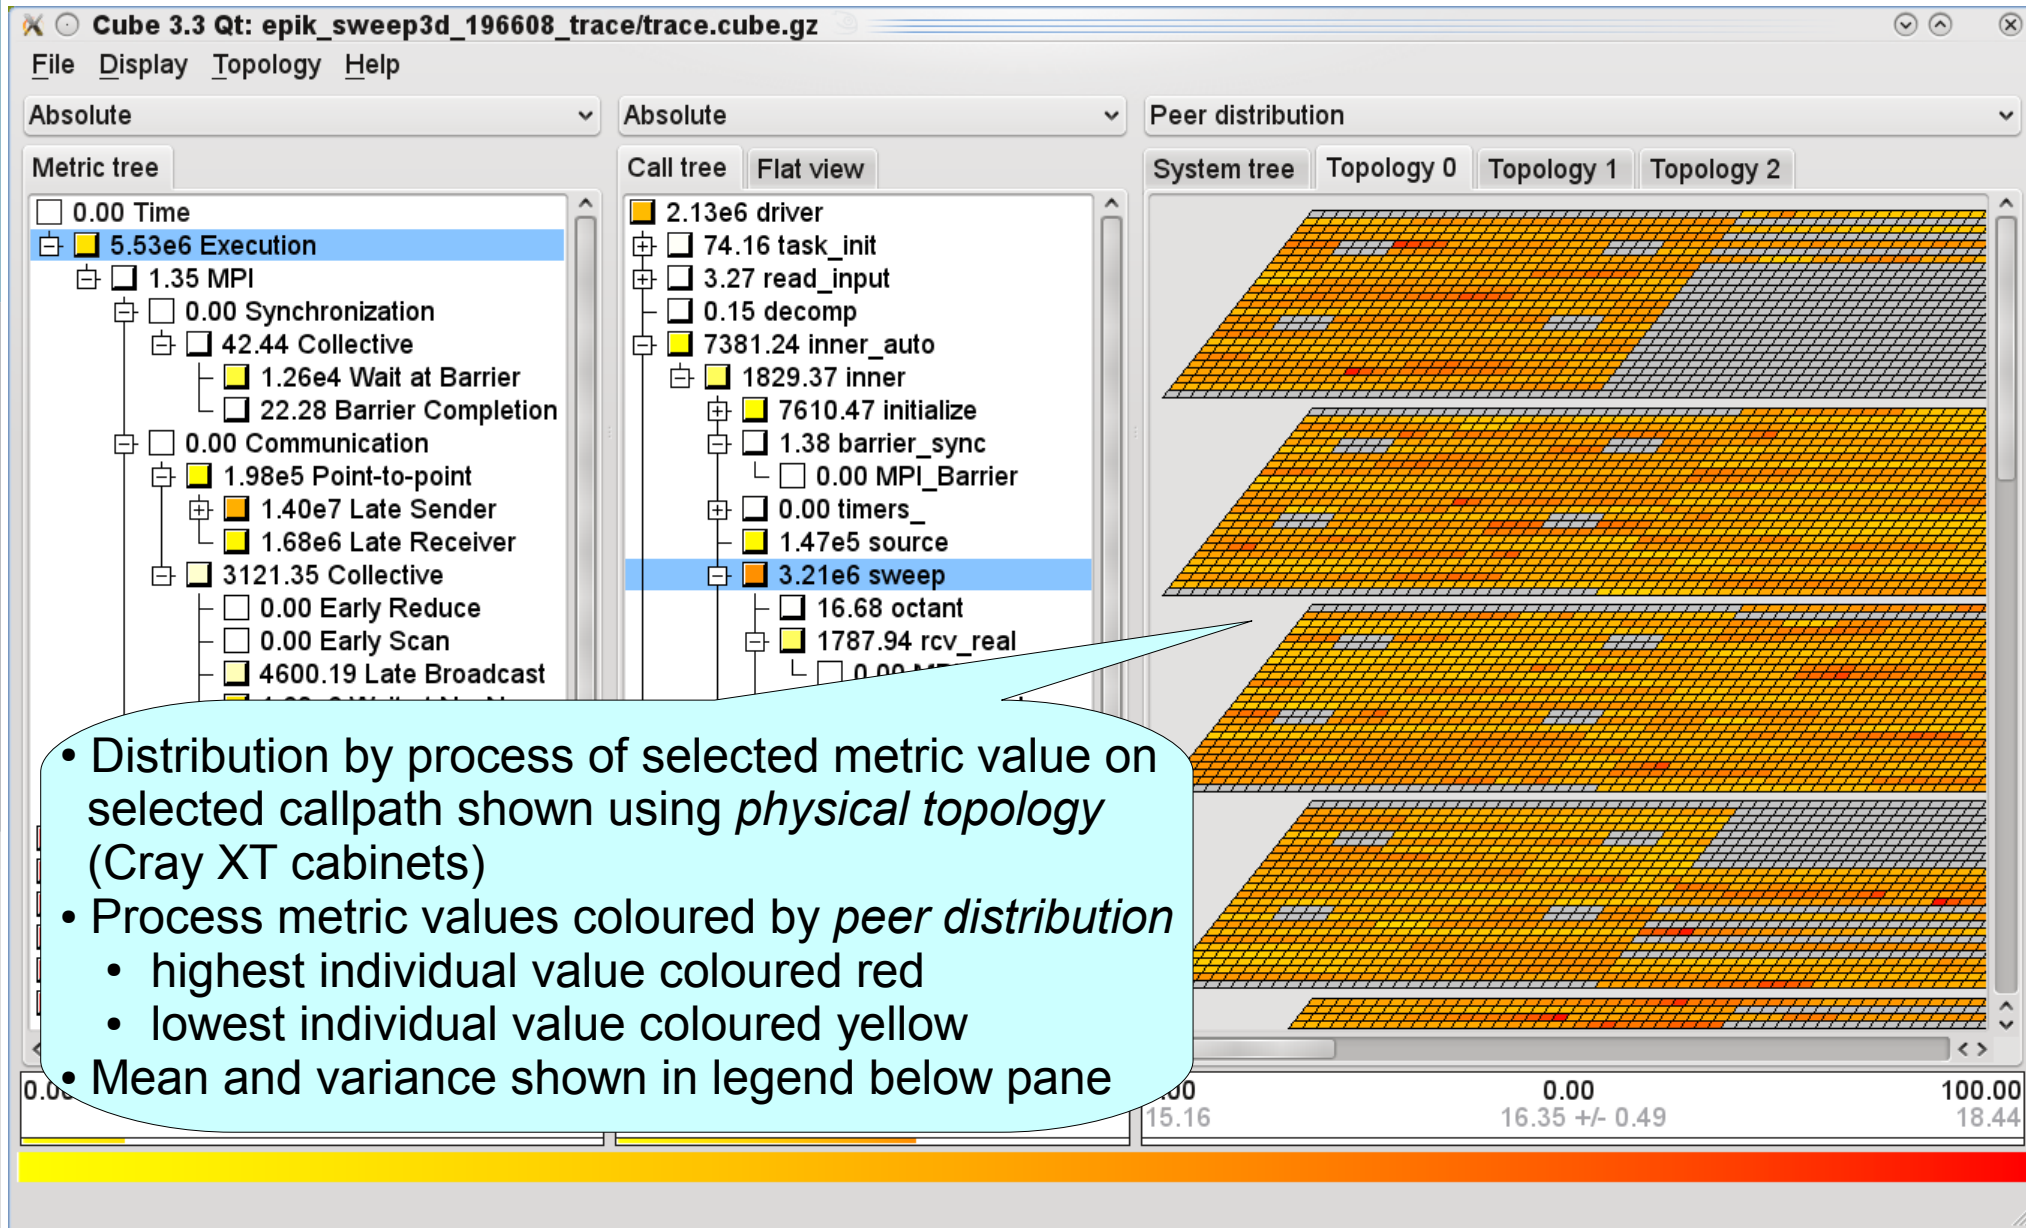 Cube 3.3 Qt: epik_sweep3d_196608_trace/trace.cube.gz
File Display Topology Help
Absolute
Absolute
Peer distribution
Metric tree
Call tree Flat view
System tree Topology 0 Topology 1 Topology 2
0.00 Time
5.53e6 Execution
1.35 MPI
0.00 Synchronization
42.44 Collective
1.26e4 Wait at Barrier
22.28 Barrier Completion
0.00 Communication
1.98e5 Point-to-point
1.40e7 Late Sender
1.68e6 Late Receiver
3121.35 Collective
0.00 Early Reduce
0.00 Early Scan
4600.19 Late Broadcast
2.13e6 driver
74.16 task_init
3.27 read_input
0.15 decomp
7381.24 inner_auto
1829.37 inner
7610.47 initialize
1.38 barrier_sync
0.00 MPI_Barrier
0.00 timers_
1.47e5 source
3.21e6 sweep
16.68 octant
1787.94 rcv_real
0.00
• Distribution by process of selected metric value on
selected callpath shown using physical topology
(Cray XT cabinets)
• Process metric values coloured by peer distribution
• highest individual value coloured red
• lowest individual value coloured yellow
• Mean and variance shown in legend below pane
0.00 100.00
15.16 16.35 +/- 0.49 18.44